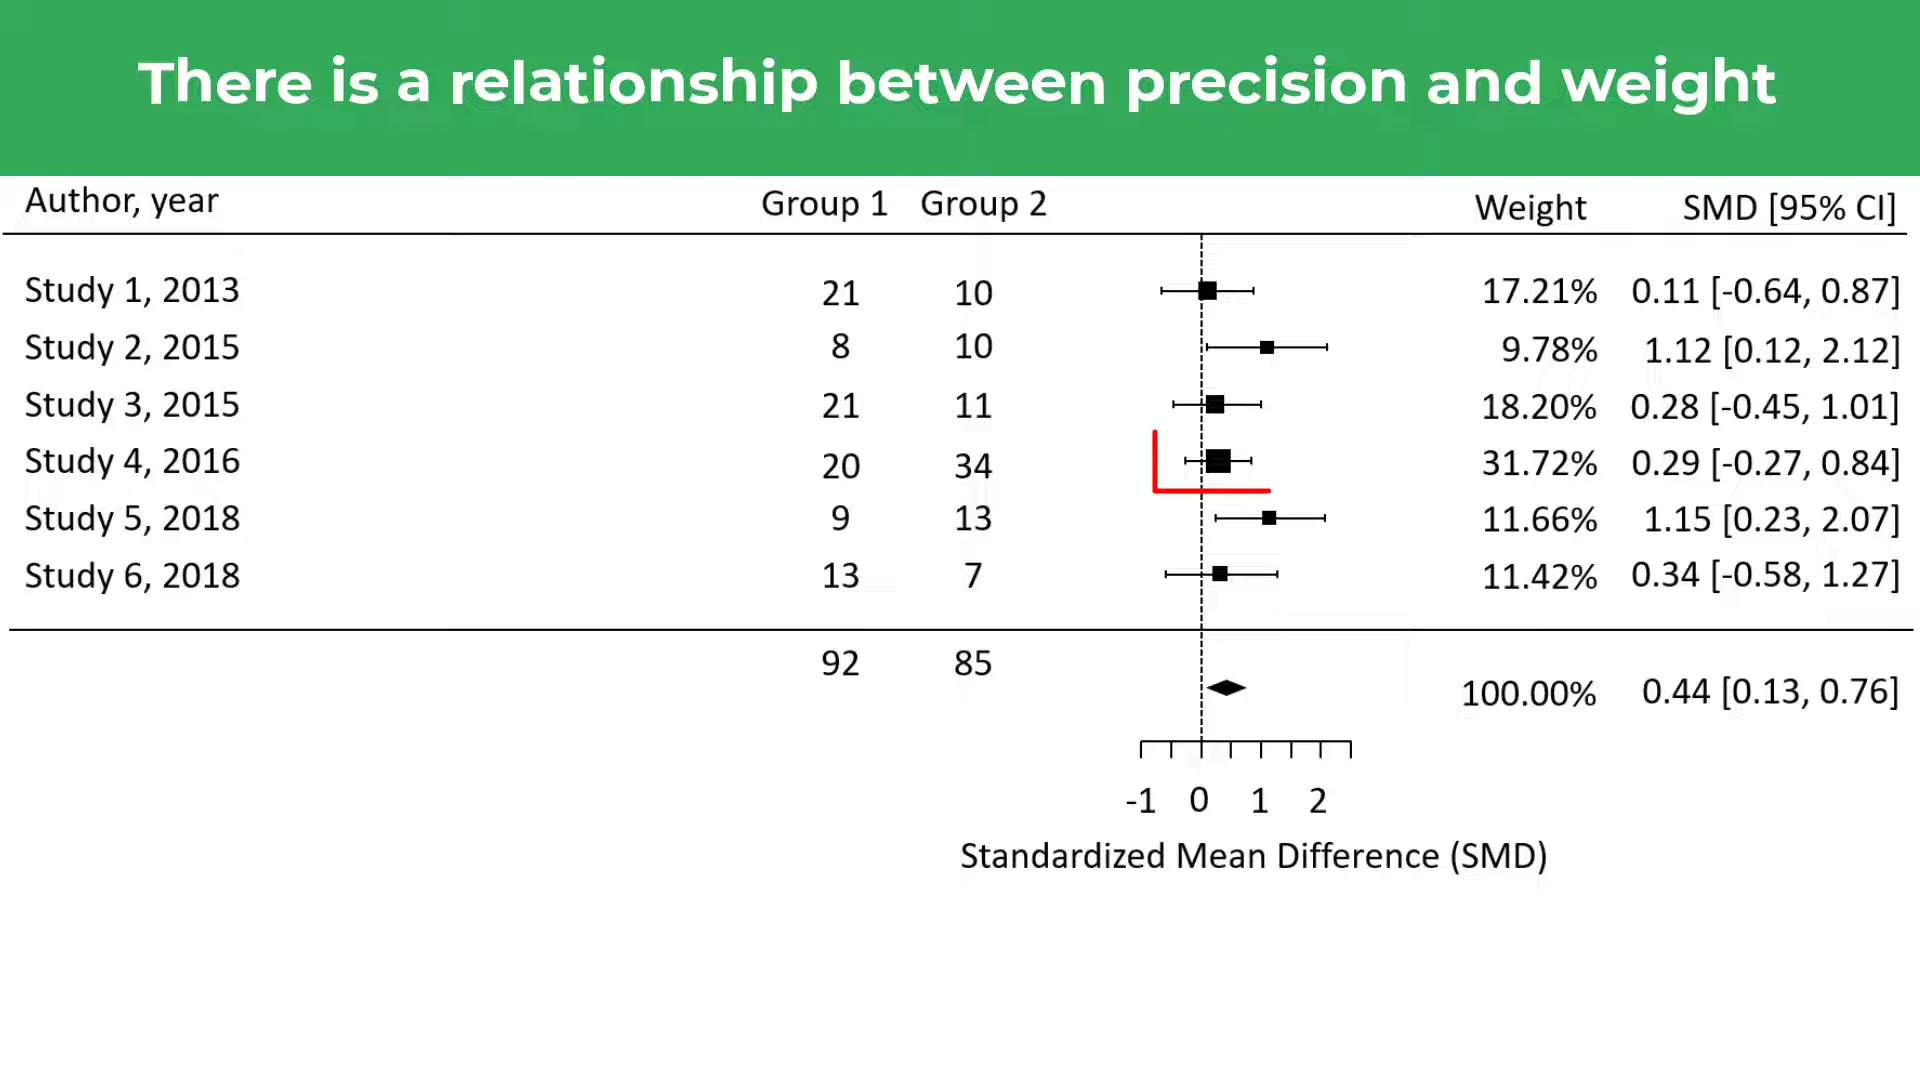 There is a relationship between precision and weight
Author, year Group 1 Group 2 Weight SMD [95% CI]
Study 1, 2013 21 10 17.21% 0.11 [-0.64, 0.87]
Study 2, 2015 8 10 9.78% 1.12 [0.12, 2.12]
Study 3, 2015 21 11 18.20% 0.28 [-0.45, 1.01]
Study 4, 2016 20 34 31.72% 0.29 [-0.27, 0.84]
Study 5, 2018 9 13 11.66% 1.15 [0.23, 2.07]
Study 6, 2018 13 7 11.42% 0.34 [-0.58, 1.27]
92 85 100.00% 0.44 [0.13, 0.76]
-1 0 1 2
Standardized Mean Difference (SMD)